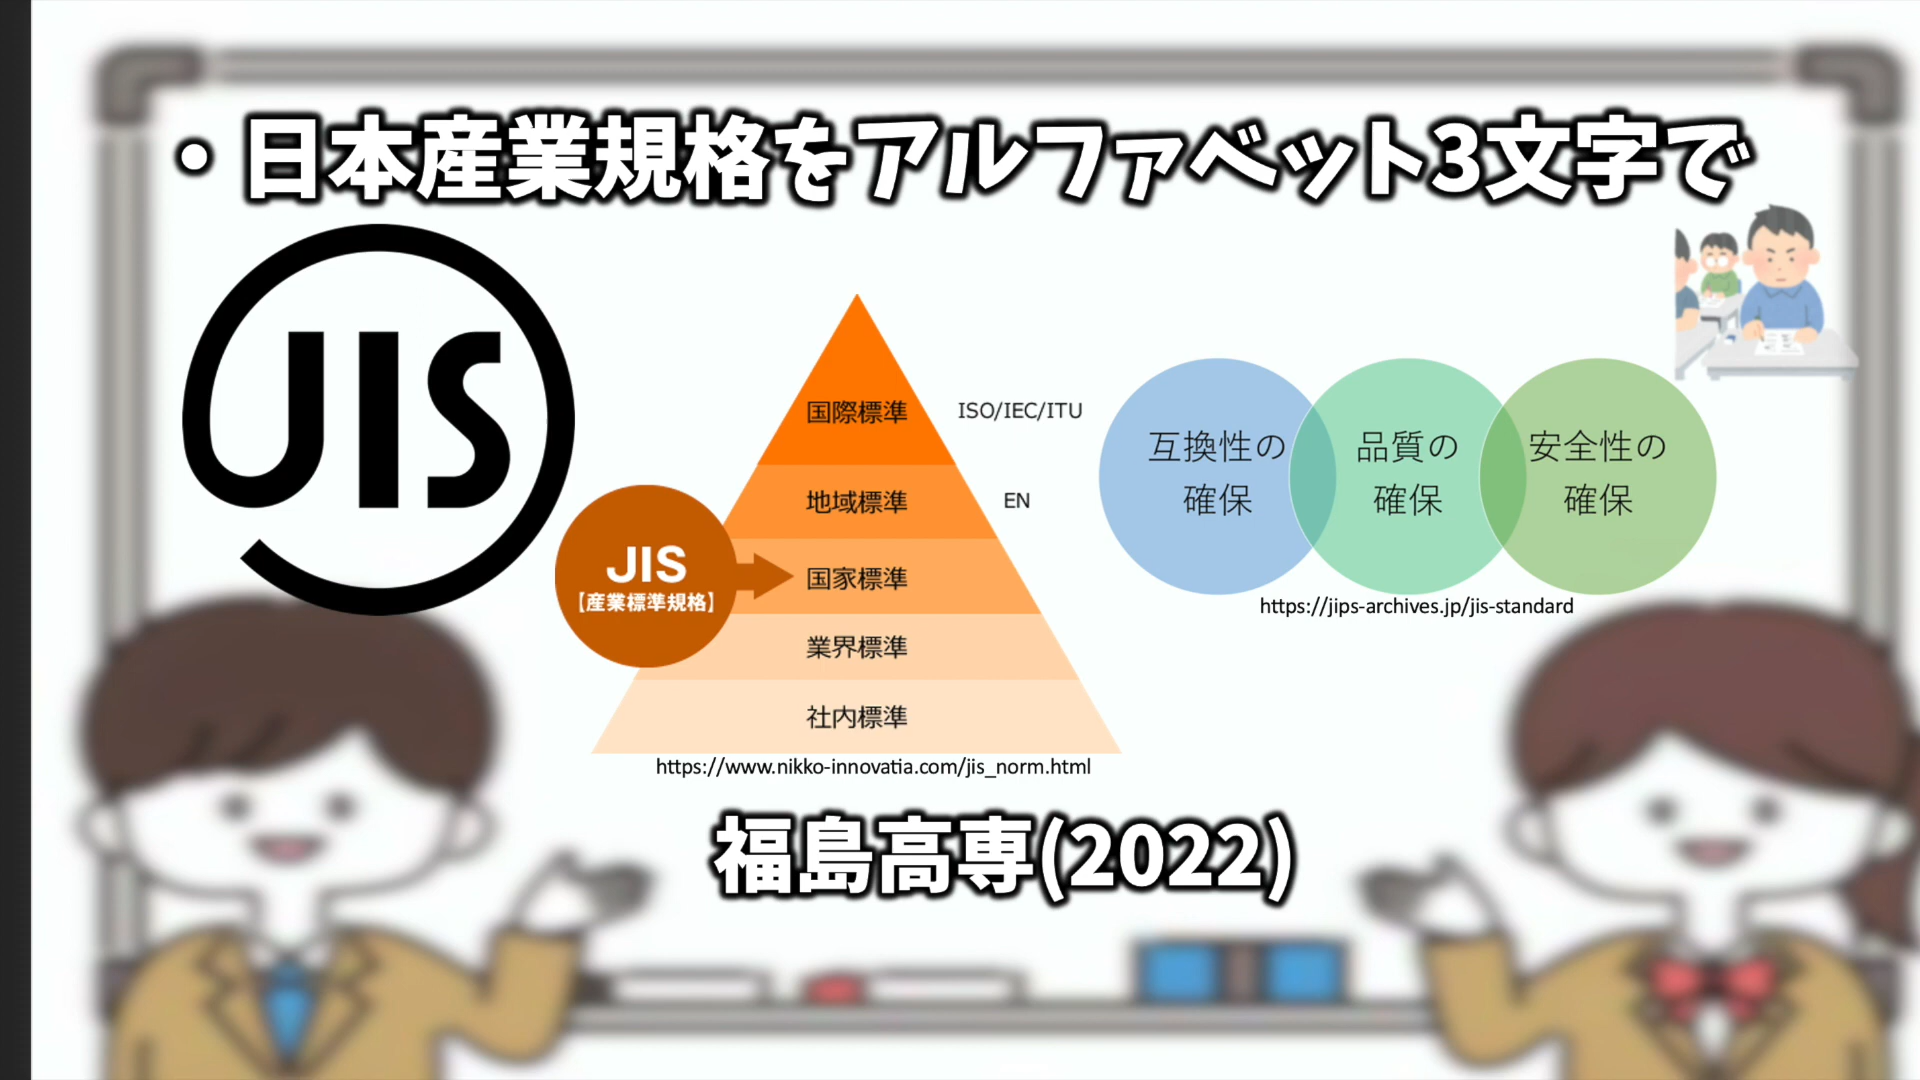 ・日本産業規格をアルファベット3文字で
JIS
国際標準 ISO/IEC/ITU
地域標準 EN
JIS
【産業標準規格】
国家標準
業界標準
社内標準
https://www.nikko-innovatia.com/jis_norm.html
互換性の
確保
品質の
確保
安全性の
確保
https://jips-archives.jp/jis-standard
福島高専(2022)